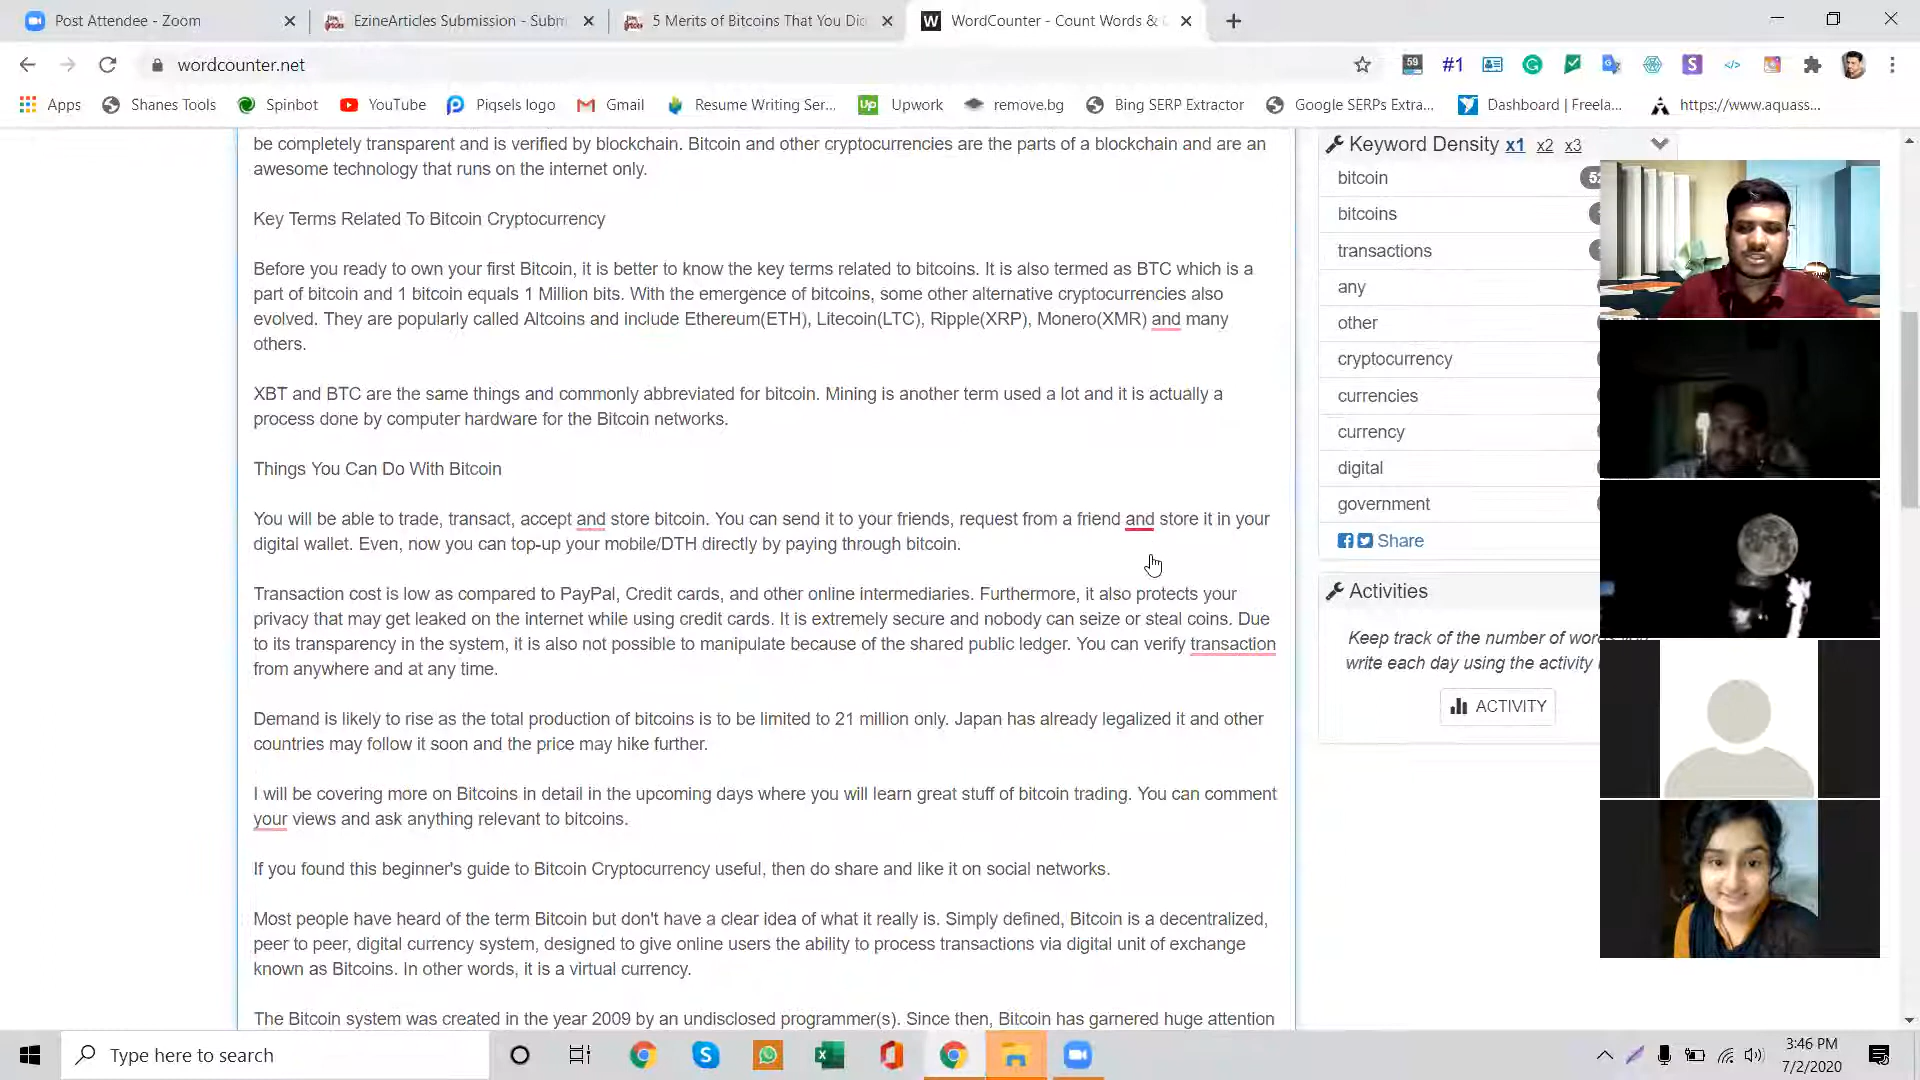 Post Attendee - Zoom
EzineArticles Submission - Subm
5 Merits of Bitcoins That You Did
WordCounter - Count Words &
wordcounter.net
59
#1
Apps
Shanes Tools
Spinbot
YouTube
Piqsels logo
Gmail
Resume Writing Ser...
Up
Upwork
remove.bg
Bing SERP Extractor
Google SERPs Extra...
Dashboard | Freela...
https://www.aquass...
be completely transparent and is verified by blockchain. Bitcoin and other cryptocurrencies are the parts of a blockchain and are an
awesome technology that runs on the internet only.
Key Terms Related To Bitcoin Cryptocurrency
Before you ready to own your first Bitcoin, it is better to know the key terms related to bitcoins. It is also termed as BTC which is a
part of bitcoin and 1 bitcoin equals 1 Million bits. With the emergence of bitcoins, some other alternative cryptocurrencies also
evolved. They are popularly called Altcoins and include Ethereum(ETH), Litecoin(LTC), Ripple(XRP), Monero(XMR) and many
others.
XBT and BTC are the same things and commonly abbreviated for bitcoin. Mining is another term used a lot and it is actually a
process done by computer hardware for the Bitcoin networks.
Things You Can Do With Bitcoin
You will be able to trade, transact, accept and store bitcoin. You can send it to your friends, request from a friend and store it in your
digital wallet. Even, now you can top-up your mobile/DTH directly by paying through bitcoin.
Transaction cost is low as compared to PayPal, Credit cards, and other online intermediaries. Furthermore, it also protects your
privacy that may get leaked on the internet while using credit cards. It is extremely secure and nobody can seize or steal coins. Due
to its transparency in the system, it is also not possible to manipulate because of the shared public ledger. You can verify transaction
from anywhere and at any time.
Demand is likely to rise as the total production of bitcoins is to be limited to 21 million only. Japan has already legalized it and other
countries may follow it soon and the price may hike further.
I will be covering more on Bitcoins in detail in the upcoming days where you will learn great stuff of bitcoin trading. You can comment
your views and ask anything relevant to bitcoins.
If you found this beginner's guide to Bitcoin Cryptocurrency useful, then do share and like it on social networks.
Most people have heard of the term Bitcoin but don't have a clear idea of what it really is. Simply defined, Bitcoin is a decentralized,
peer to peer, digital currency system, designed to give online users the ability to process transactions via digital unit of exchange
known as Bitcoins. In other words, it is a virtual currency.
The Bitcoin system was created in the year 2009 by an undisclosed programmer(s). Since then, Bitcoin has garnered huge attention
Keyword Density x1 x2 x3
bitcoin
bitcoins
transactions
any
other
cryptocurrency
currencies
currency
digital
government
Share
Activities
Keep track of the number of words
write each day using the activity
ACTIVITY
Type here to search
3:46 PM
7/2/2020